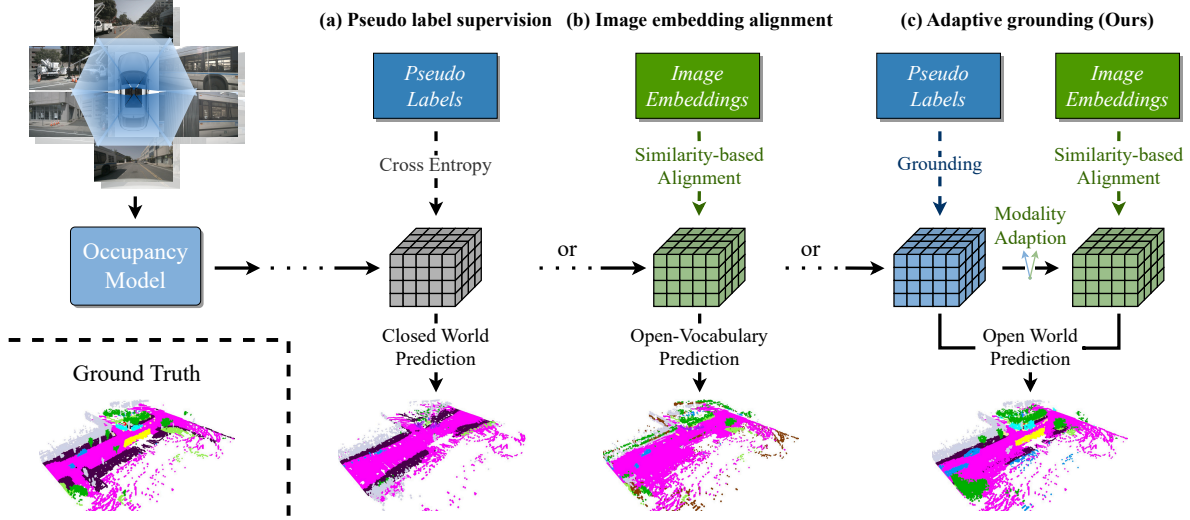 (a) Pseudo label supervision
(b) Image embedding alignment
(c) Adaptive grounding (Ours)
Pseudo
Labels
Image
Embeddings
Pseudo
Labels
Image
Embeddings
Cross Entropy
Similarity-based
Alignment
Grounding
Similarity-based
Alignment
Modality
Adaption
Occupancy
Model
or
or
Closed World
Prediction
Open-Vocabulary
Prediction
Open World
Prediction
Ground Truth